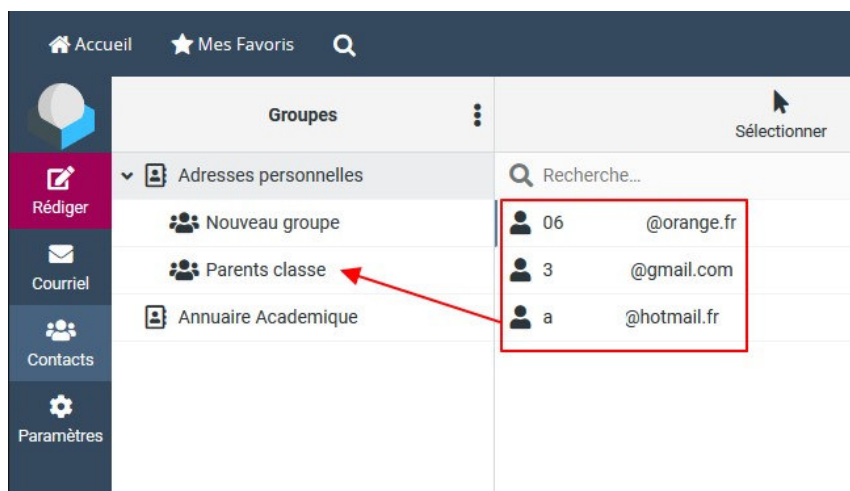 Accueil Mes Favoris
Groupes
Sélectionner
Rédiger
Adresses personnelles
Recherche...
Nouveau groupe
06 @orange.fr
Courriel
Parents classe
3 @gmail.com
Annuaire Academique
a @hotmail.fr
Contacts
Paramètres